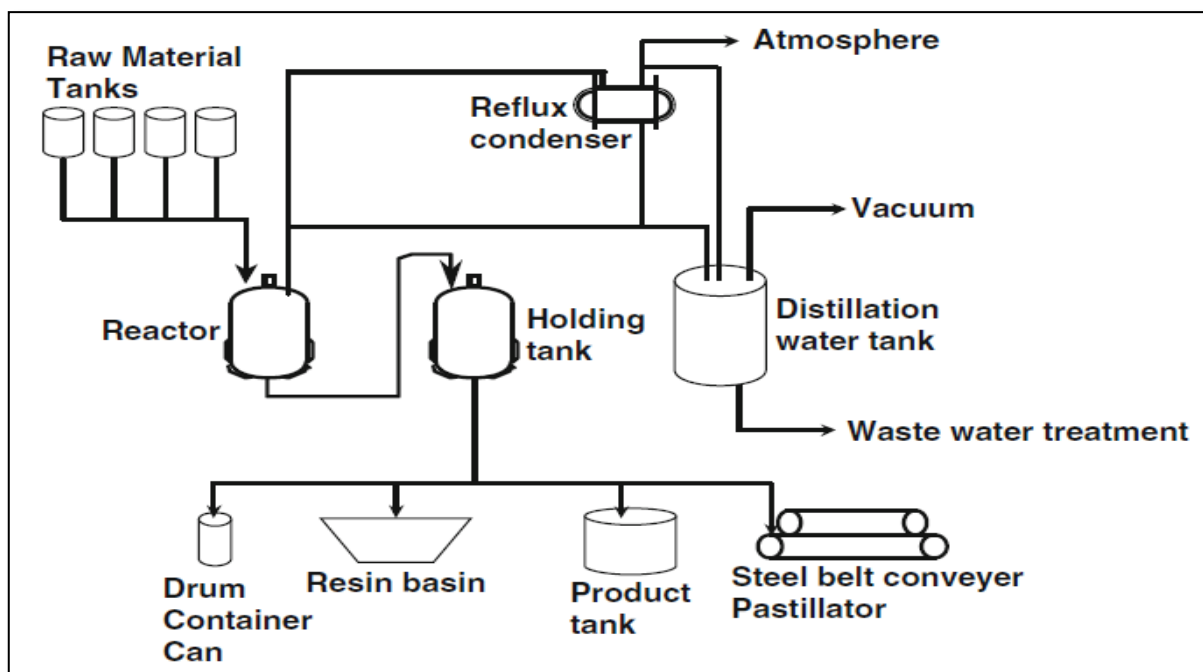 Raw Material
Tanks
Atmosphere
Reflux
condenser
Vacuum
Reactor
Holding
tank
Distillation
water tank
Waste water treatment
Drum
Container
Can
Resin basin
Product
tank
Steel belt conveyer
Pastillator